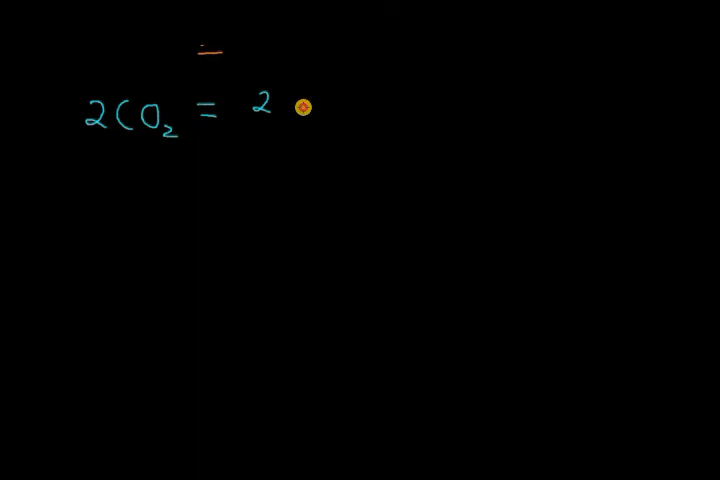 2CO₂ = 2